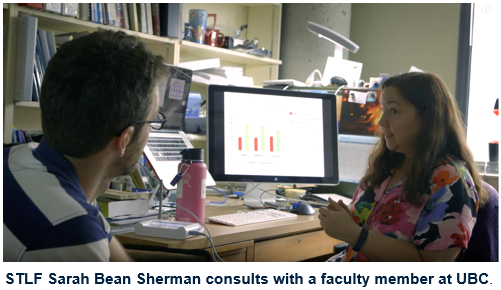 STLF Sarah Bean Sherman consults with a faculty member at UBC.